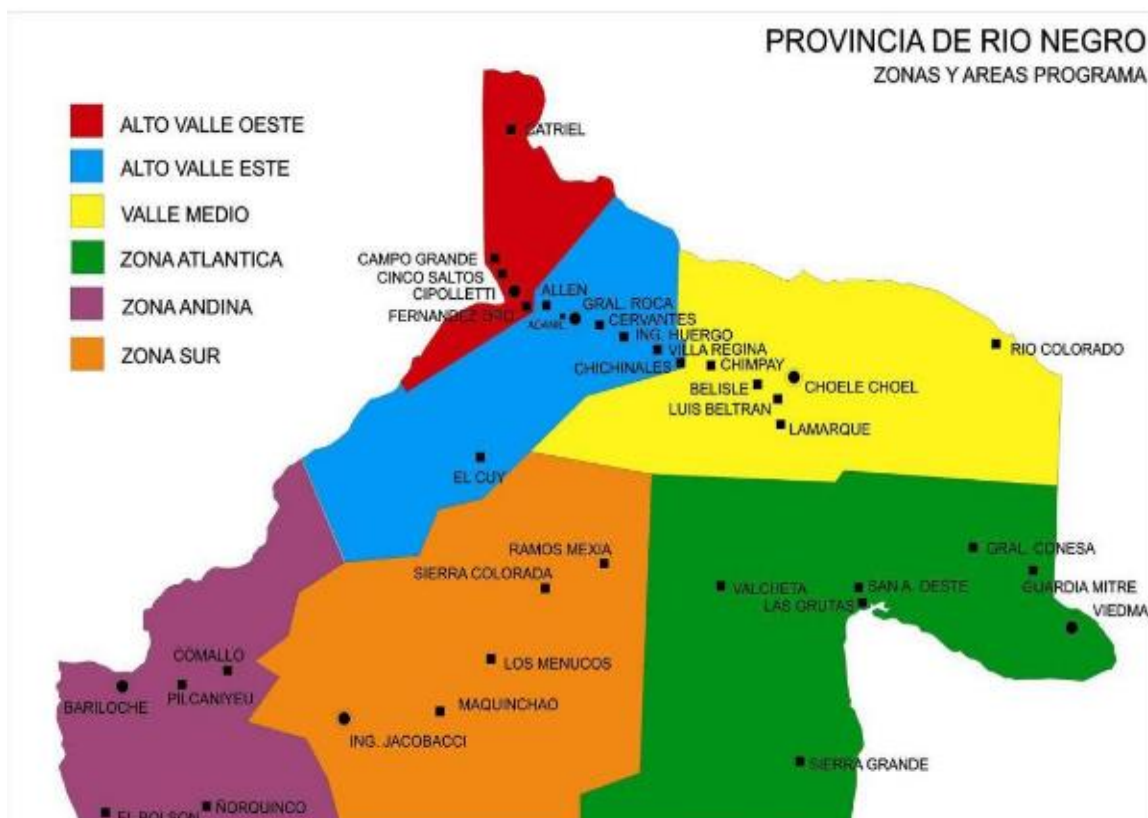 PROVINCIA DE RIO NEGRO
ZONAS Y AREAS PROGRAMA
ALTO VALLE OESTE
ALTO VALLE ESTE
VALLE MEDIO
ZONA ATLANTICA
ZONA ANDINA
ZONA SUR
CATRIEL
CAMPO GRANDE
CINCO SALTOS
CIPOLLETTI
FERNANDEZ ORO
ALLEN
GRAL. ROCA
CERVANTES
ING. HUERGO
VILLA REGINA
CHICHINALES
CHIMPAY
BELISLE
CHOELE CHOEL
LUIS BELTRAN
LAMARQUE
RIO COLORADO
EL CUY
RAMOS MEXIA
SIERRA COLORADA
VALCHETA
SAN A. OESTE
LAS GRUTAS
GRAL. CONESA
GUARDIA MITRE
VIEDMA
COMALLO
PILCANIYEU
BARILOCHE
LOS MENUCOS
MAQUINCHAO
ING. JACOBACCI
SIERRA GRANDE
ÑORQUINCO
EL BOLSON